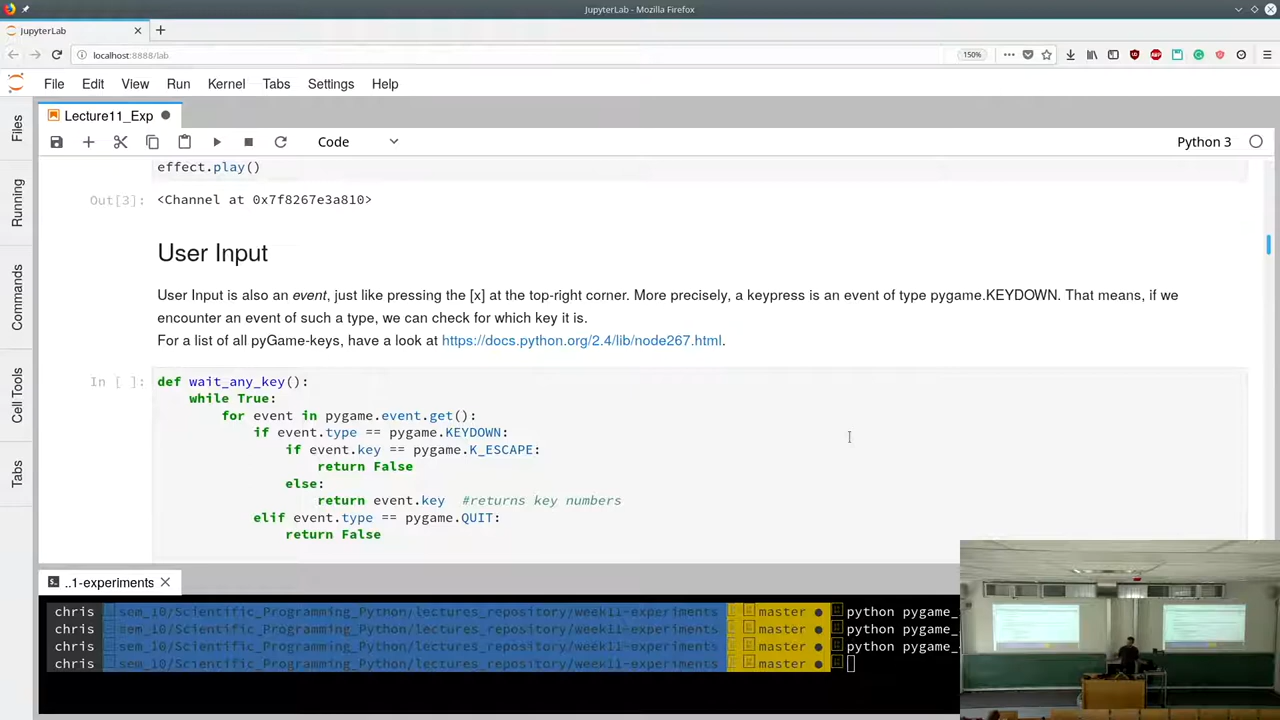 JupyterLab - Mozilla Firefox
JupyterLab
localhost:8888/lab
150%
File Edit View Run Kernel Tabs Settings Help
Lecture11_Exp
Code
Python 3
Files
Running
Commands
Cell Tools
Tabs
effect.play()
Out[3]: <Channel at 0x7f8267e3a810>
User Input
User Input is also an event, just like pressing the [x] at the top-right corner. More precisely, a keypress is an event of type pygame.KEYDOWN. That means, if we
encounter an event of such a type, we can check for which key it is.
For a list of all pyGame-keys, have a look at https://docs.python.org/2.4/lib/node267.html.
In [ ]: def wait_any_key():
while True:
for event in pygame.event.get():
if event.type == pygame.KEYDOWN:
if event.key == pygame.K_ESCAPE:
return False
else:
return event.key #returns key numbers
elif event.type == pygame.QUIT:
return False
..1-experiments
chris sem_10/Scientific_Programming_Python/lectures_repository/week11-experiments master ● python pygame_
chris sem_10/Scientific_Programming_Python/lectures_repository/week11-experiments master ● python pygame_
chris sem_10/Scientific_Programming_Python/lectures_repository/week11-experiments master ● python pygame_
chris sem_10/Scientific_Programming_Python/lectures_repository/week11-experiments master ●